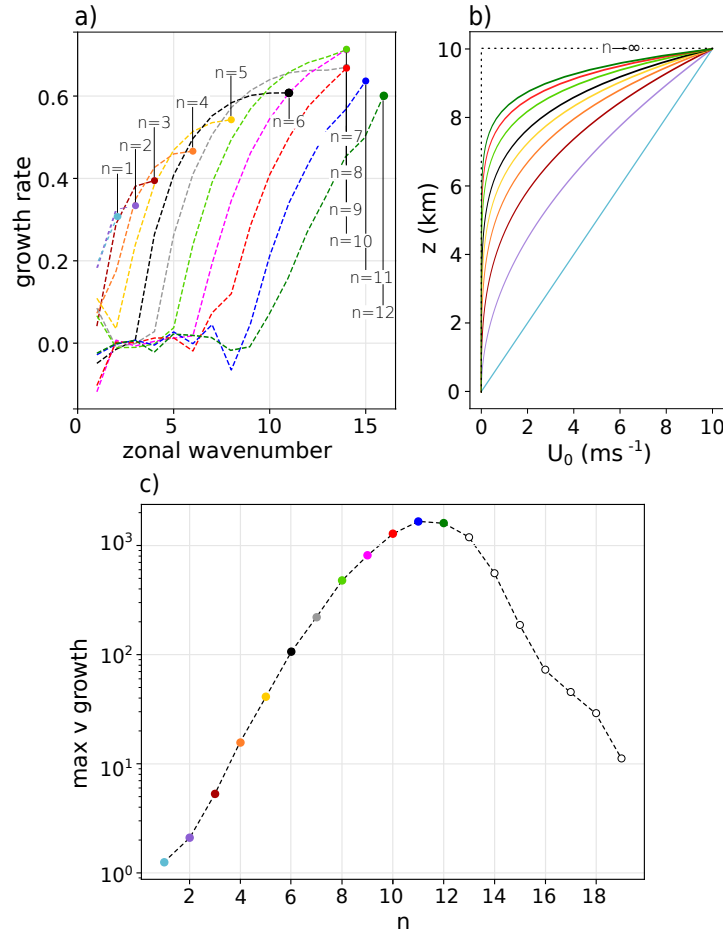 a)
growth rate
0.6
0.4
0.2
0.0
n=1
n=2
n=3
n=4
n=5
n=6
n=7
n=8
n=9
n=10
n=11
n=12
5
10
15
zonal wavenumber
b)
z (km)
10
8
6
4
2
0
n→∞
0 2 4 6 8 10
U₀ (ms⁻¹)
c)
max v growth
10³
10²
10¹
10⁰
2 4 6 8 10 12 14 16 18
n